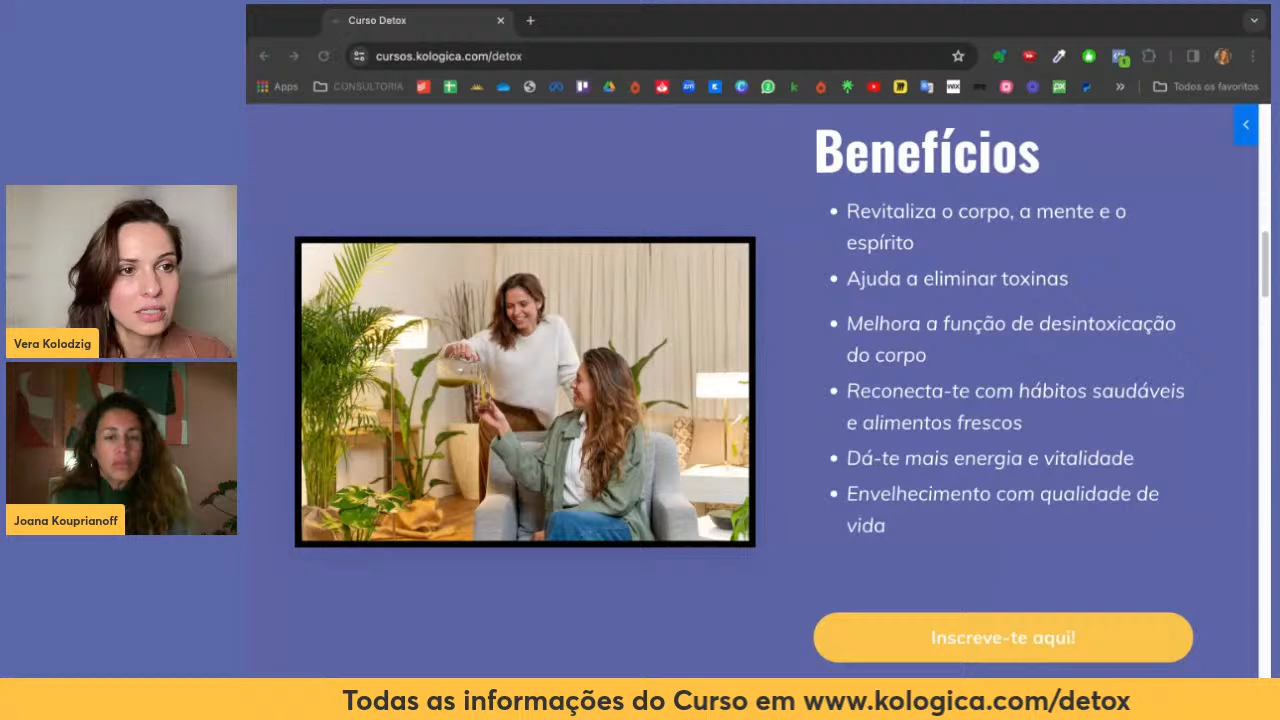 Curso Detox
cursos.kologica.com/detox
Apps
CONSULTORIA
Todos os favoritos
Benefícios
Revitaliza o corpo, a mente e o
espírito
Ajuda a eliminar toxinas
Melhora a função de desintoxicação
do corpo
Reconecta-te com hábitos saudáveis
e alimentos frescos
Dá-te mais energia e vitalidade
Envelhecimento com qualidade de
vida
Inscreve-te aqui!
Vera Kolodzig
Joana Kouprianoff
Todas as informações do Curso em www.kologica.com/detox